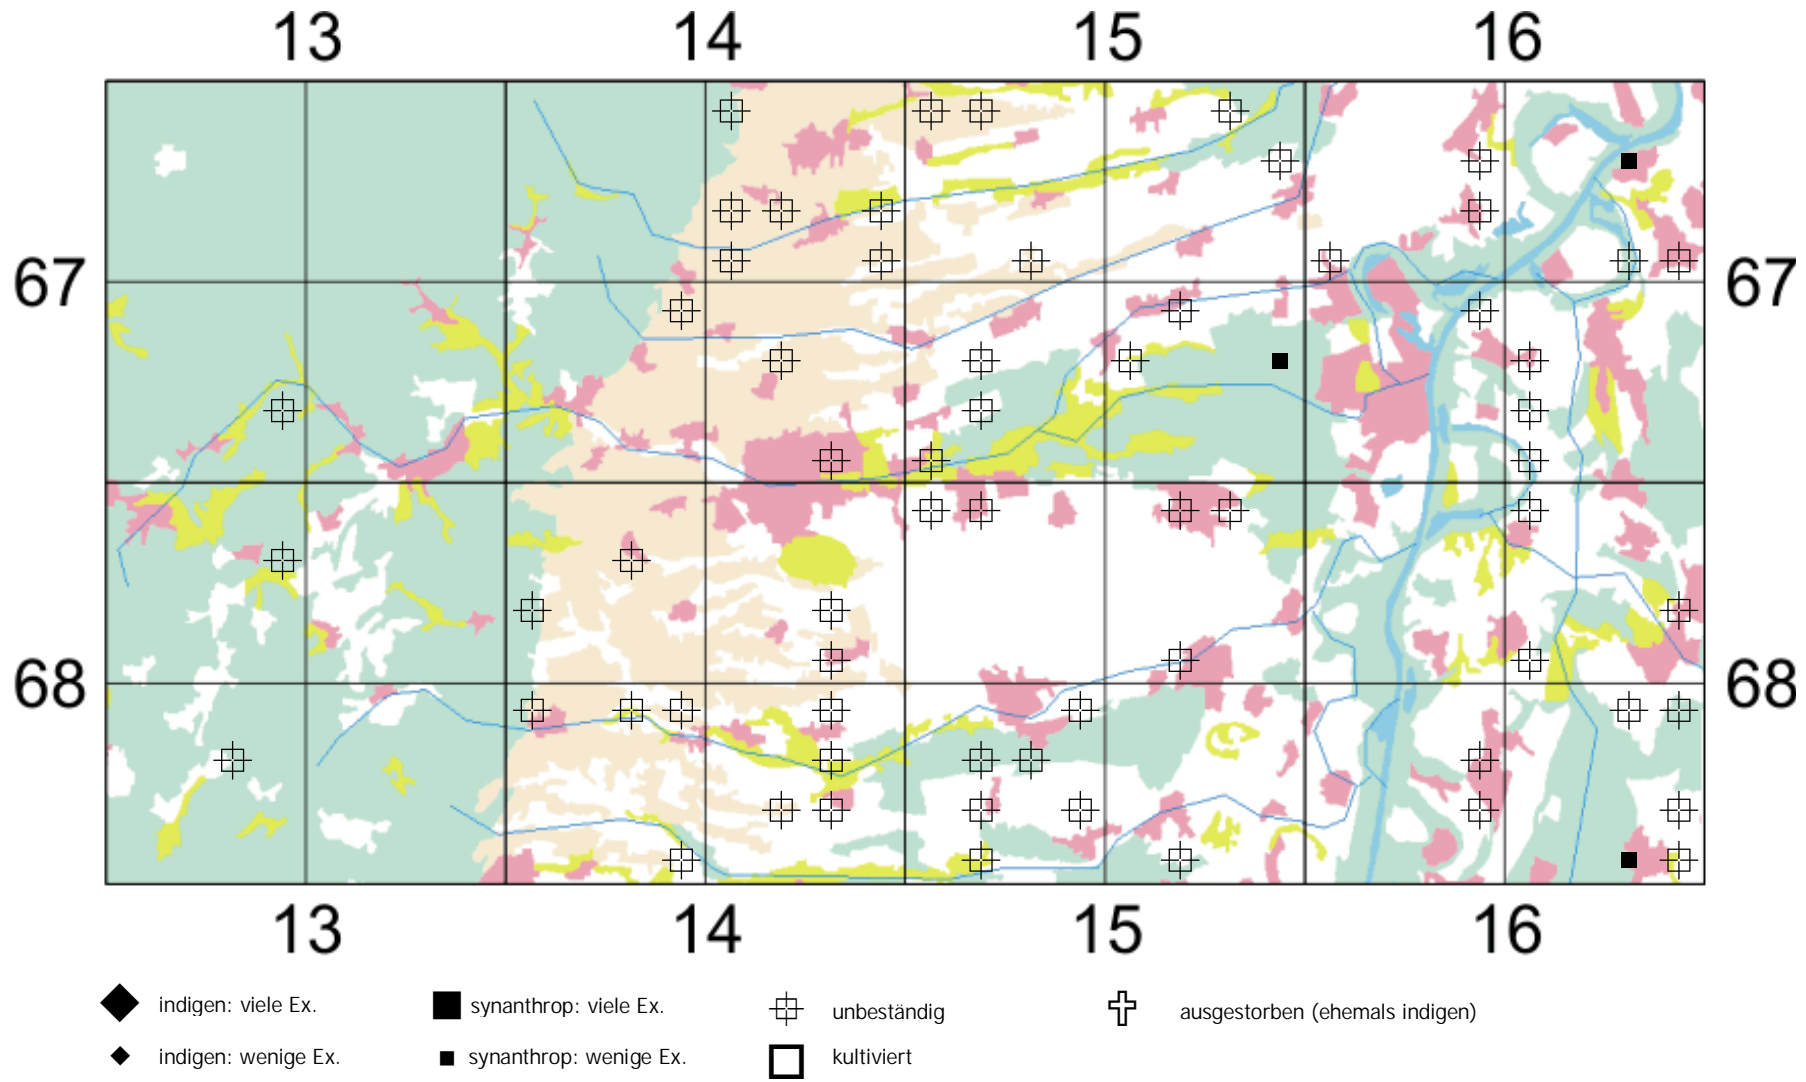 13 14 15 16
67 67
68 68
13 14 15 16
indigen: viele Ex. synanthrop: viele Ex. unbeständig ausgestorben (ehemals indigen)
indigen: wenige Ex. synanthrop: wenige Ex. kultiviert